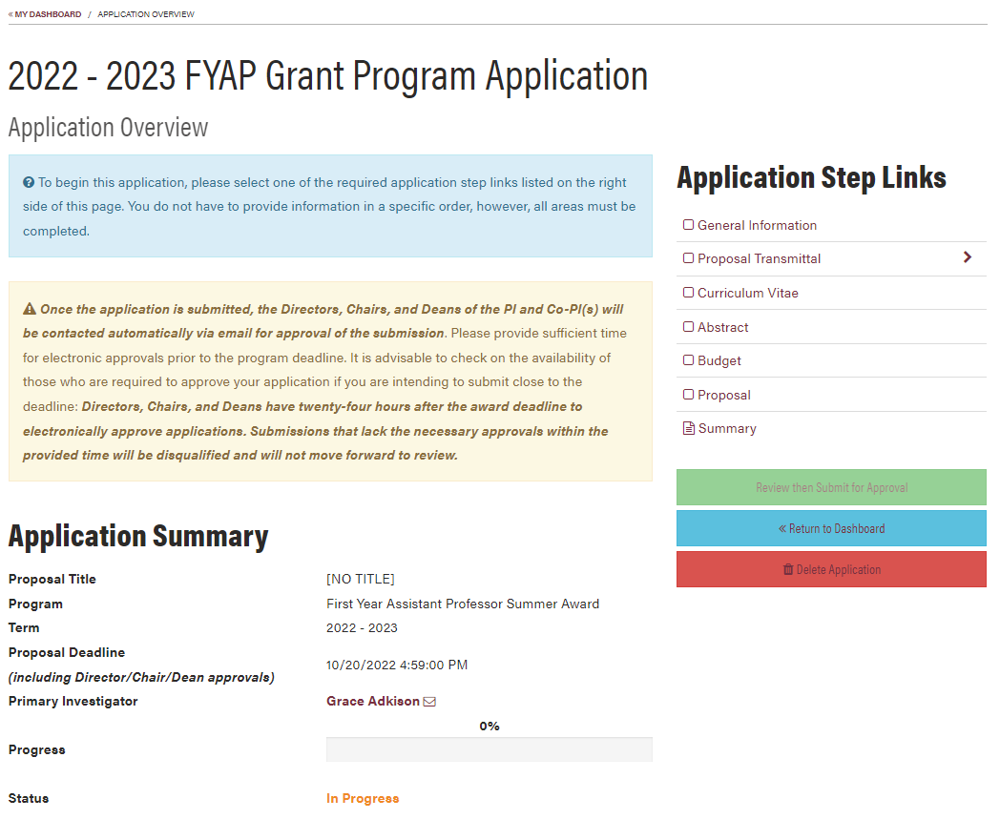 « MY DASHBOARD / APPLICATION OVERVIEW
2022 - 2023 FYAP Grant Program Application
Application Overview
To begin this application, please select one of the required application step links listed on the right
side of this page. You do not have to provide information in a specific order, however, all areas must be
completed.
Once the application is submitted, the Directors, Chairs, and Deans of the PI and Co-PI(s) will
be contacted automatically via email for approval of the submission. Please provide sufficient time
for electronic approvals prior to the program deadline. It is advisable to check on the availability of
those who are required to approve your application if you are intending to submit close to the
deadline: Directors, Chairs, and Deans have twenty-four hours after the award deadline to
electronically approve applications. Submissions that lack the necessary approvals within the
provided time will be disqualified and will not move forward to review.
Application Summary
Proposal Title [NO TITLE]
Program First Year Assistant Professor Summer Award
Term 2022 - 2023
Proposal Deadline
(including Director/Chair/Dean approvals) 10/20/2022 4:59:00 PM
Primary Investigator Grace Adkison
0%
Progress
Status In Progress
Application Step Links
General Information
Proposal Transmittal
Curriculum Vitae
Abstract
Budget
Proposal
Summary
Review then Submit for Approval
« Return to Dashboard
Delete Application